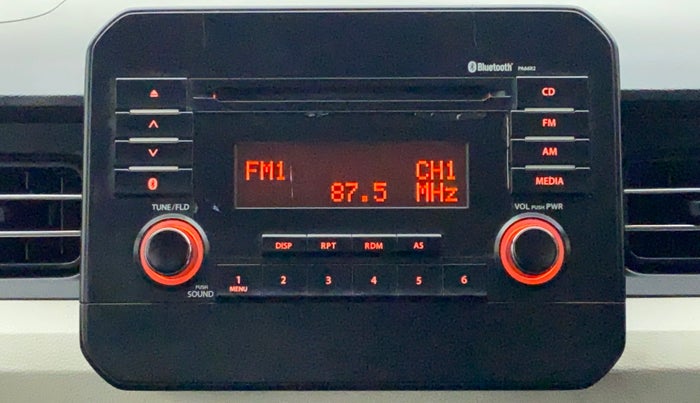 Bluetooth PA66R2
CD
FM
AM
MEDIA
FM1 CH1
87.5 MHz
TUNE/FLD
VOL PUSH PWR
DISP RPT RDM AS
1 2 3 4 5 6
MENU
PUSH
SOUND